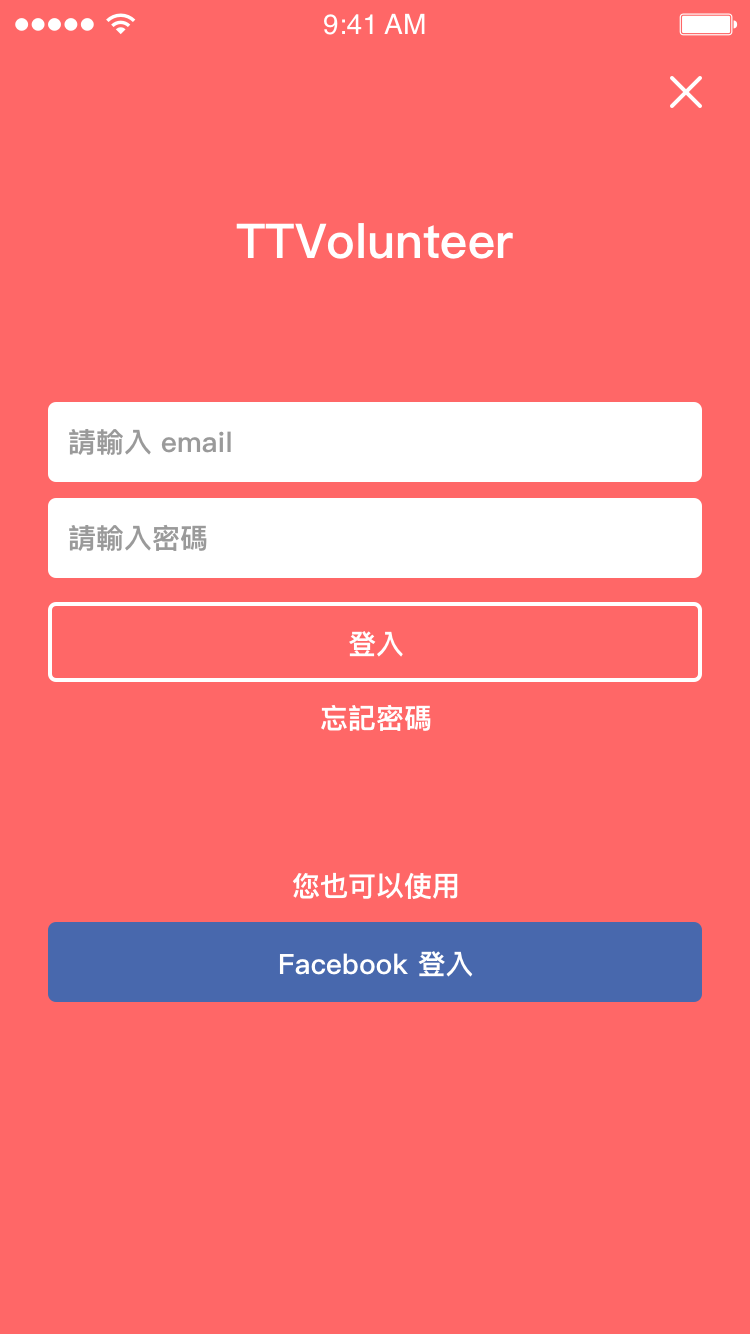 9:41 AM
TTVolunteer
請輸入 email
請輸入密碼
登入
忘記密碼
您也可以使用
Facebook 登入